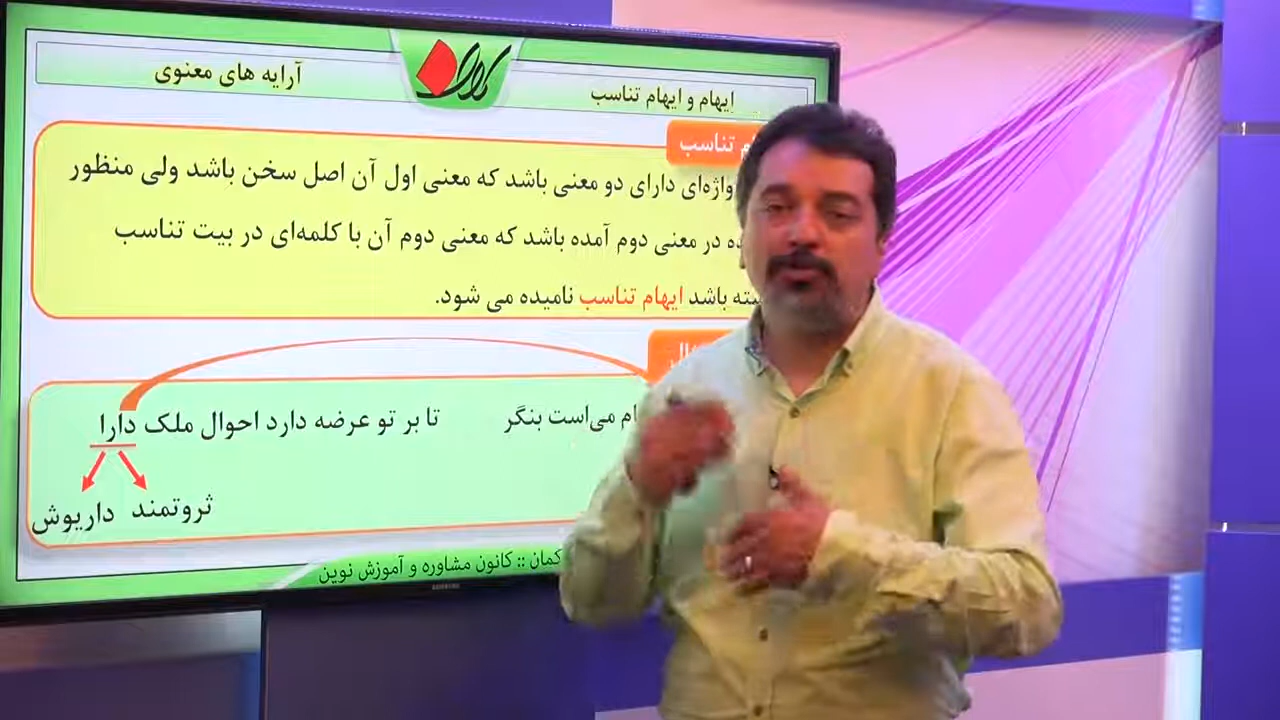 ایهام و ایهام تناسب
آرایه های معنوی
تناسب
واژه‌ای دارای دو معنی باشد که معنی اول آن اصل سخن باشد ولی منظور
در معنی دوم آمده باشد که معنی دوم آن با کلمه‌ای در بیت تناسب
باشد ایهام تناسب نامیده می شود.
می‌است بنگر تا بر تو عرضه دارد احوال ملک دارا
ثروتمند داریوش
کمان :: کانون مشاوره و آموزش نوین